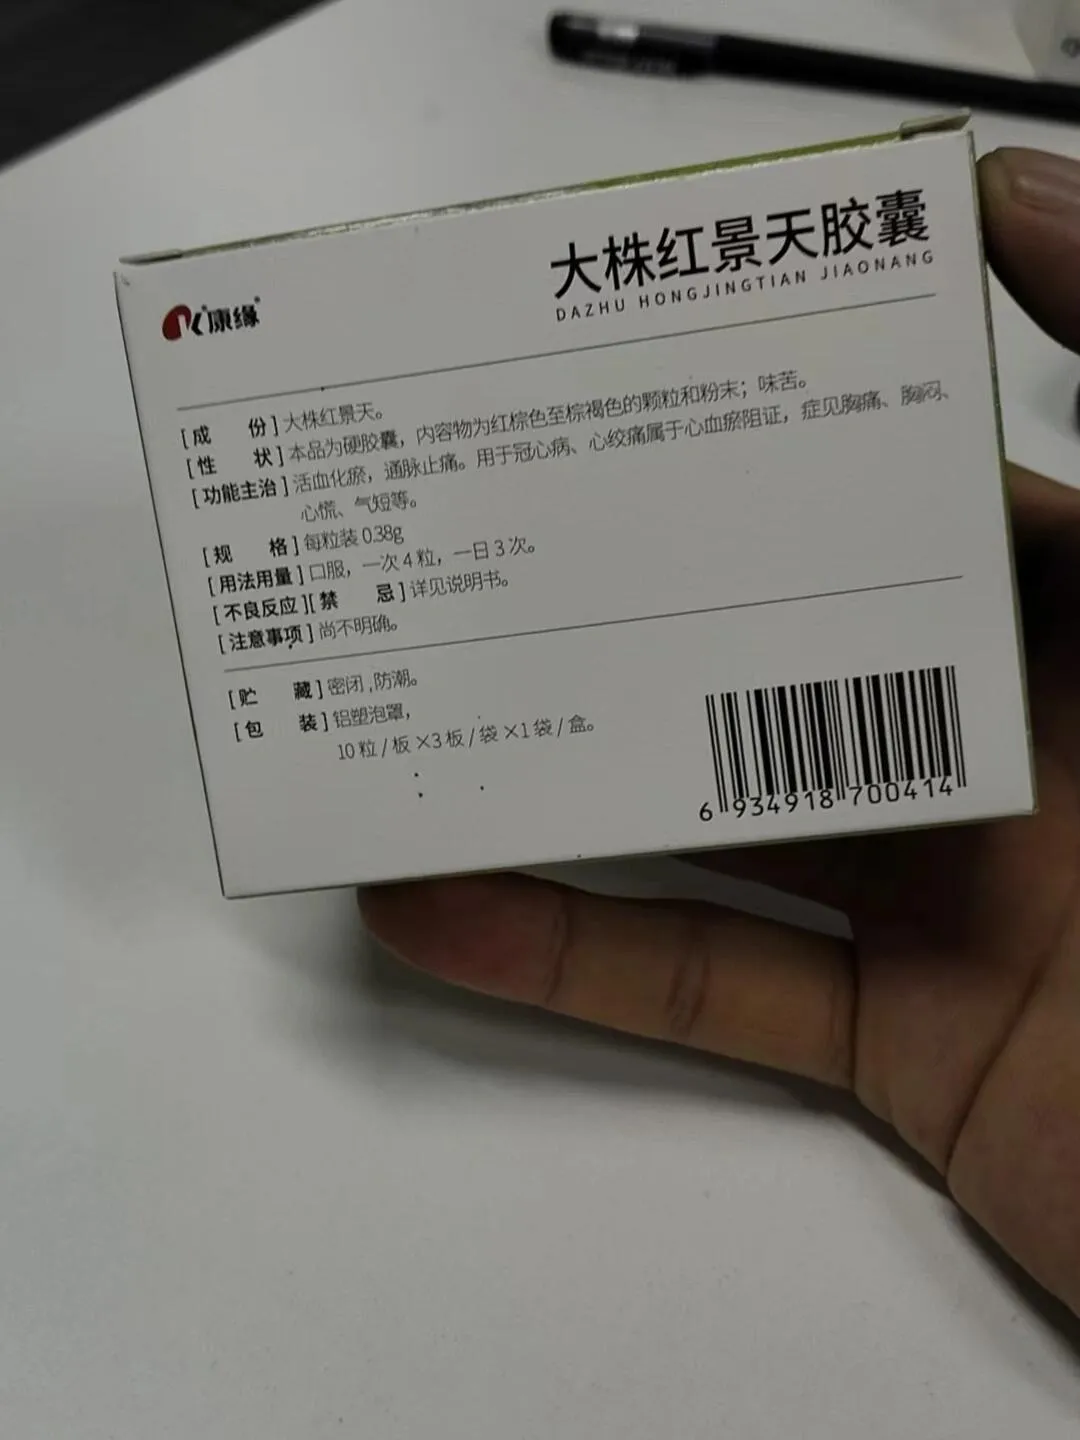 康缘
大株红景天胶囊
DAZHU HONGJINGTIAN JIAONANG
[成 份]大株红景天。
[性 状]本品为硬胶囊,内容物为红棕色至棕褐色的颗粒和粉末;味苦。
[功能主治]活血化瘀,通脉止痛。用于冠心病、心绞痛属于心血瘀阻证,症见胸痛、胸闷、
心慌、气短等。
[规 格]每粒装 0.38g
[用法用量]口服,一次 4 粒,一日 3 次。
[不良反应][禁 忌]详见说明书。
[注意事项]尚不明确。
[贮 藏]密闭,防潮。
[包 装]铝塑泡罩,
10 粒 / 板 ×3 板 / 袋 ×1 袋 / 盒。
6 934918 700414